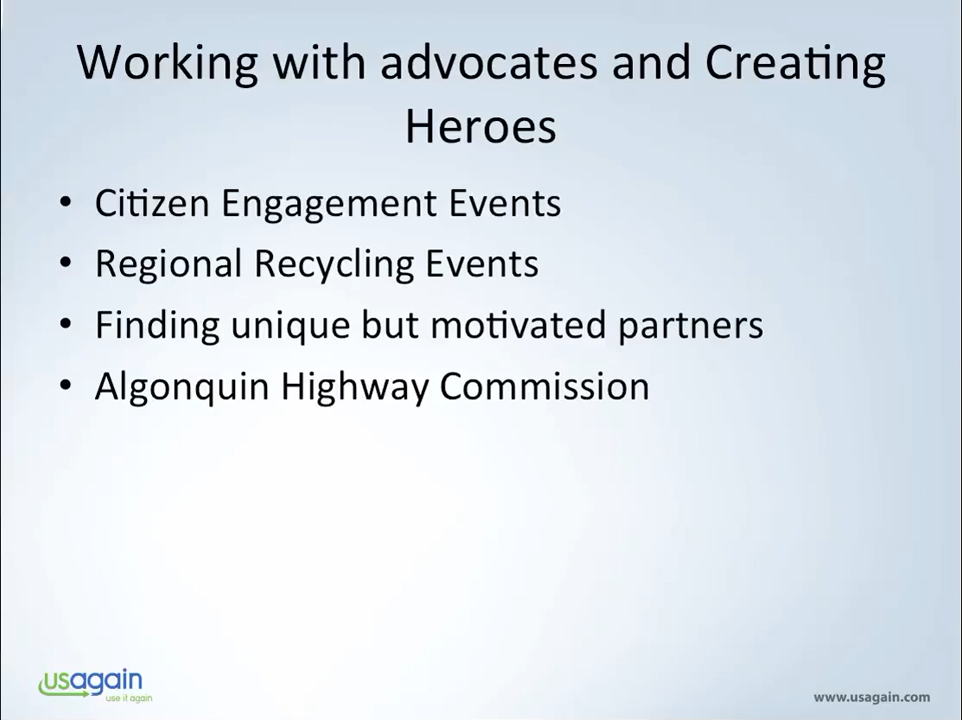 Working with advocates and Creating
Heroes
• Citizen Engagement Events
• Regional Recycling Events
• Finding unique but motivated partners
• Algonquin Highway Commission
usagain
use it again
www.usagain.com